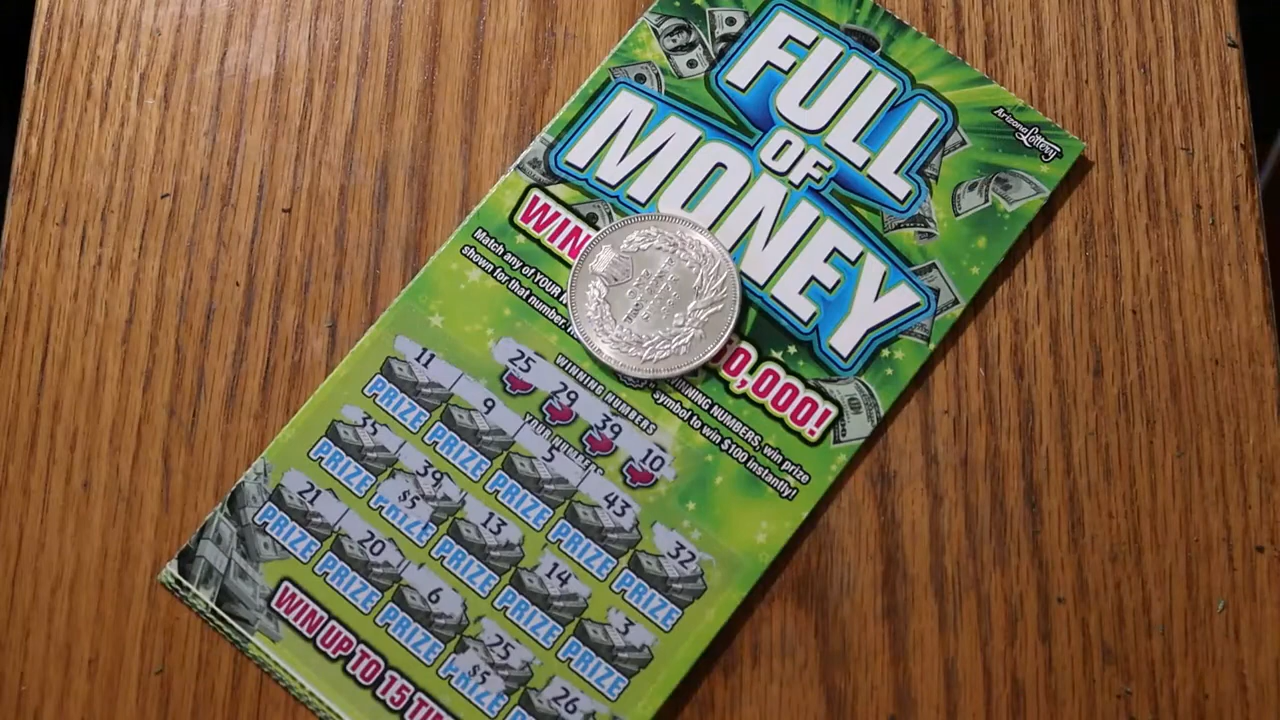 FULL
OF
MONEY
Arizona Lottery
WIN
50,000!
Match any of YOUR
shown for that number.
WINNING NUMBERS, win prize
symbol to win $100 instantly!
WINNING NUMBERS
25 29 39 10
YOUR NUMBERS
11 9 5 43 32
PRIZE PRIZE PRIZE PRIZE PRIZE
35 39 13 14 3
PRIZE $5 PRIZE PRIZE PRIZE PRIZE
21 20 6 25 26
PRIZE PRIZE PRIZE $5 PRIZE
WIN UP TO 15